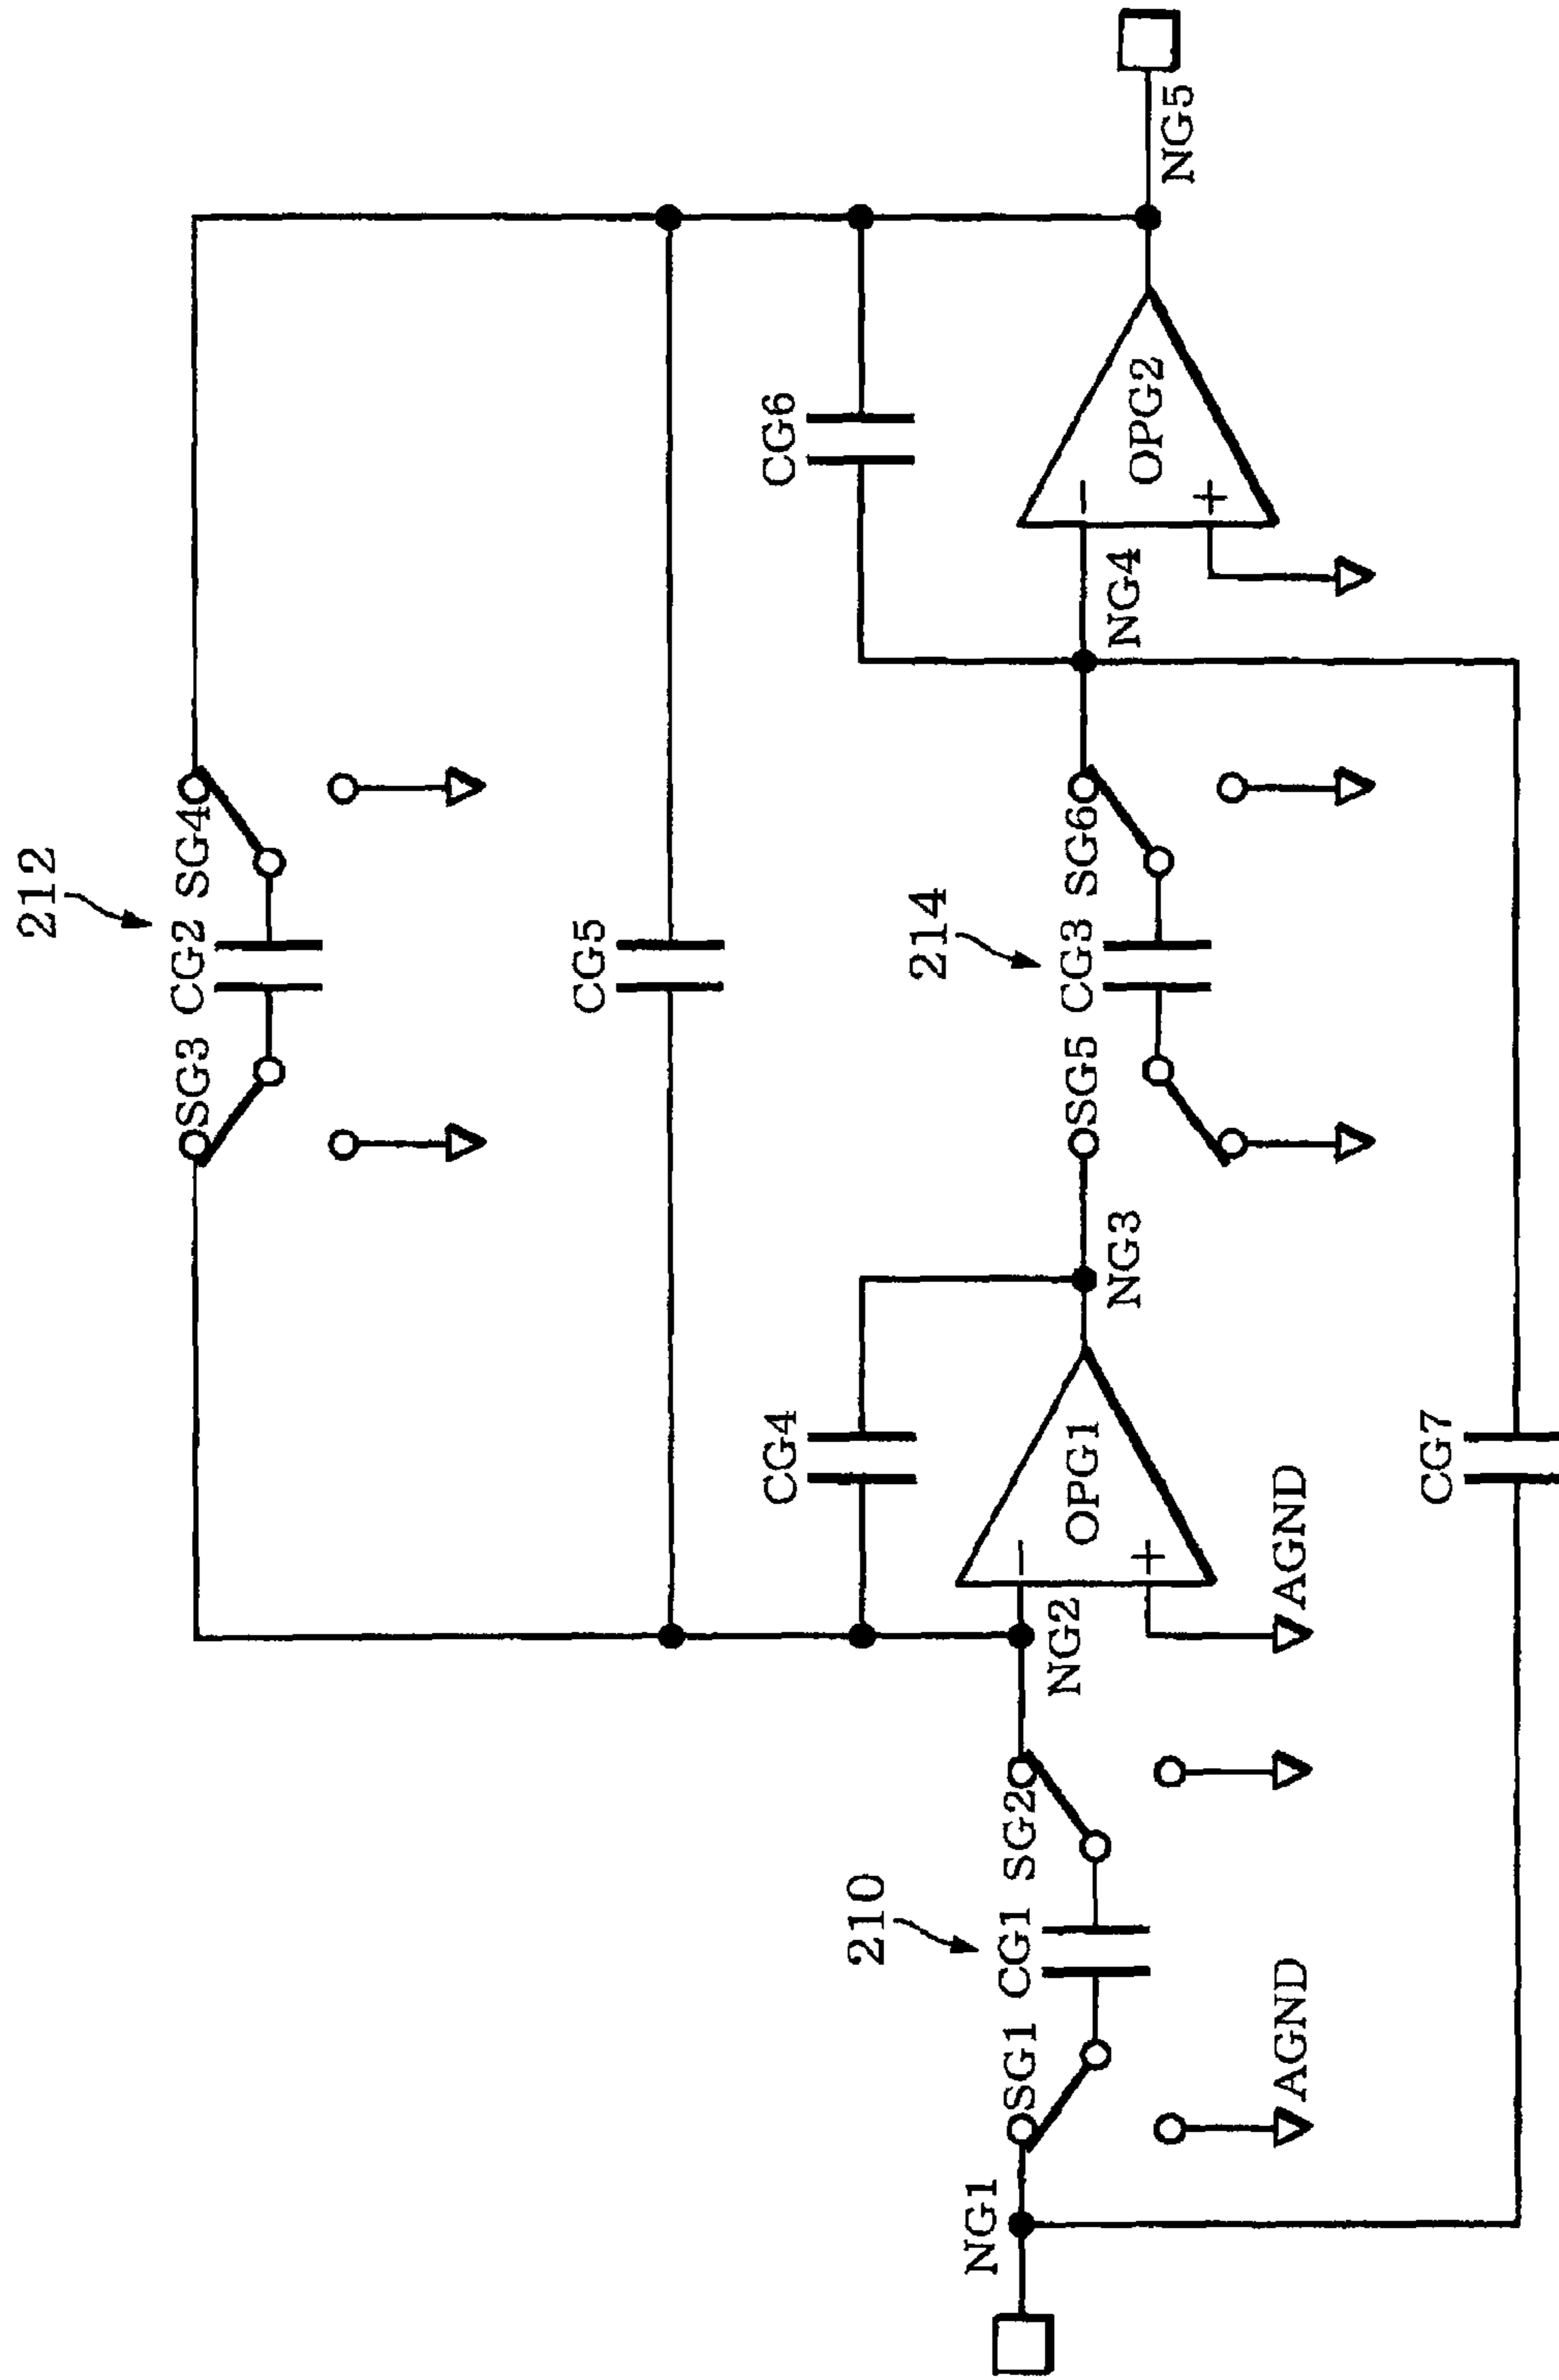 212
SG3 CG2 SG4
CG5
CG4
CG6
214
210
NG1
SG1 CG1 SG2
NG2
−
OPG1
+
NG3
SG5 CG3 SG6
NG4
−
OPG2
+
NG5
AGND
AGND
CG7